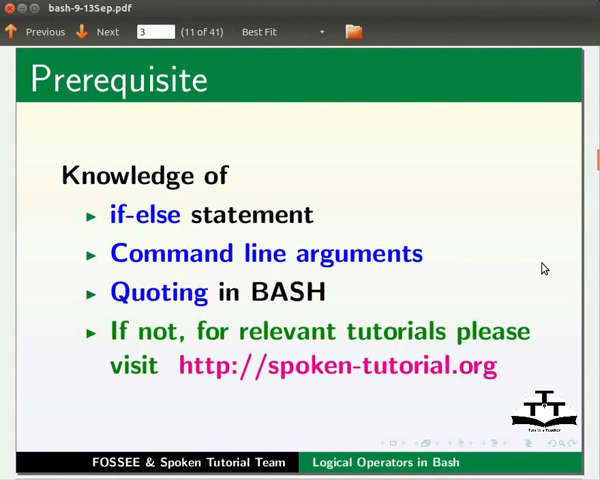 bash-9-13Sep.pdf
Previous Next 3 (11 of 41) Best Fit
Prerequisite
Knowledge of
if-else statement
Command line arguments
Quoting in BASH
If not, for relevant tutorials please
visit http://spoken-tutorial.org
TTT
FOSSEE & Spoken Tutorial Team Logical Operators in Bash